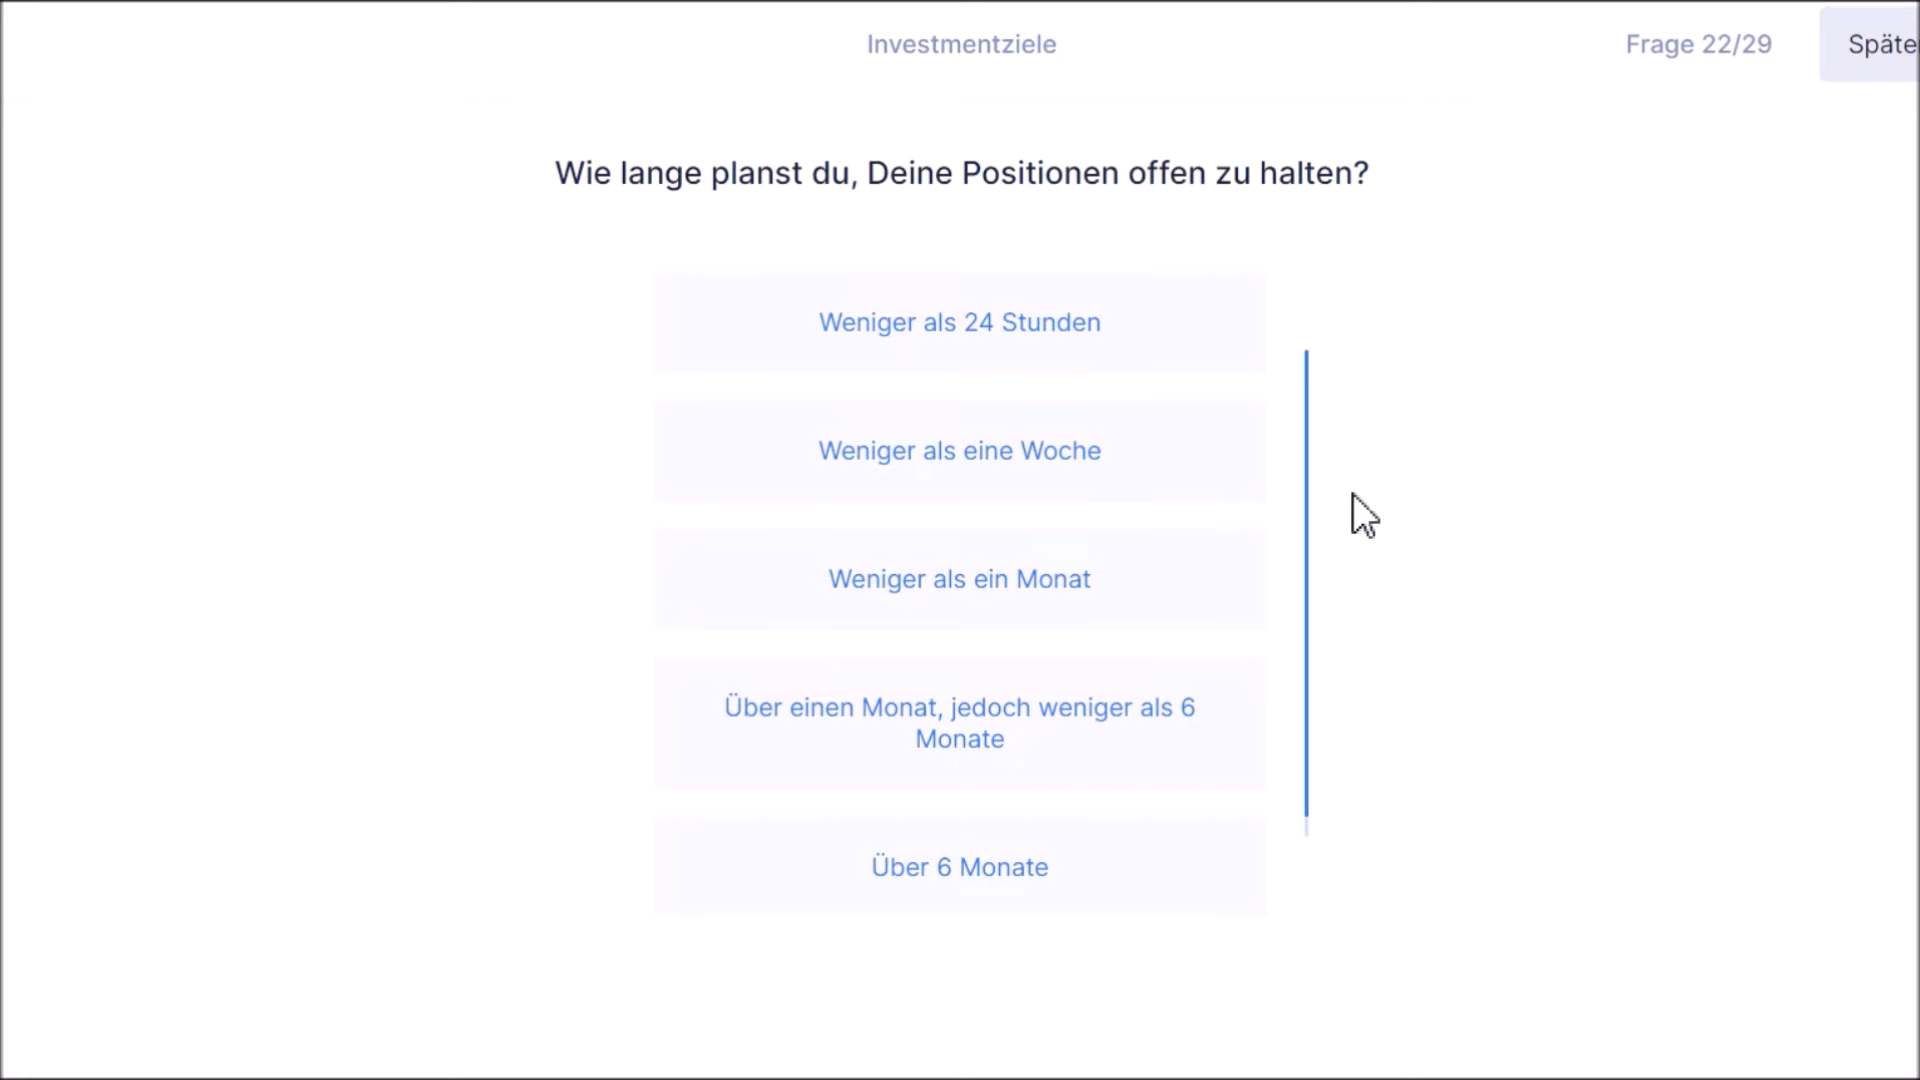 Investmentziele
Frage 22/29
Späte
Wie lange planst du, Deine Positionen offen zu halten?
Weniger als 24 Stunden
Weniger als eine Woche
Weniger als ein Monat
Über einen Monat, jedoch weniger als 6
Monate
Über 6 Monate